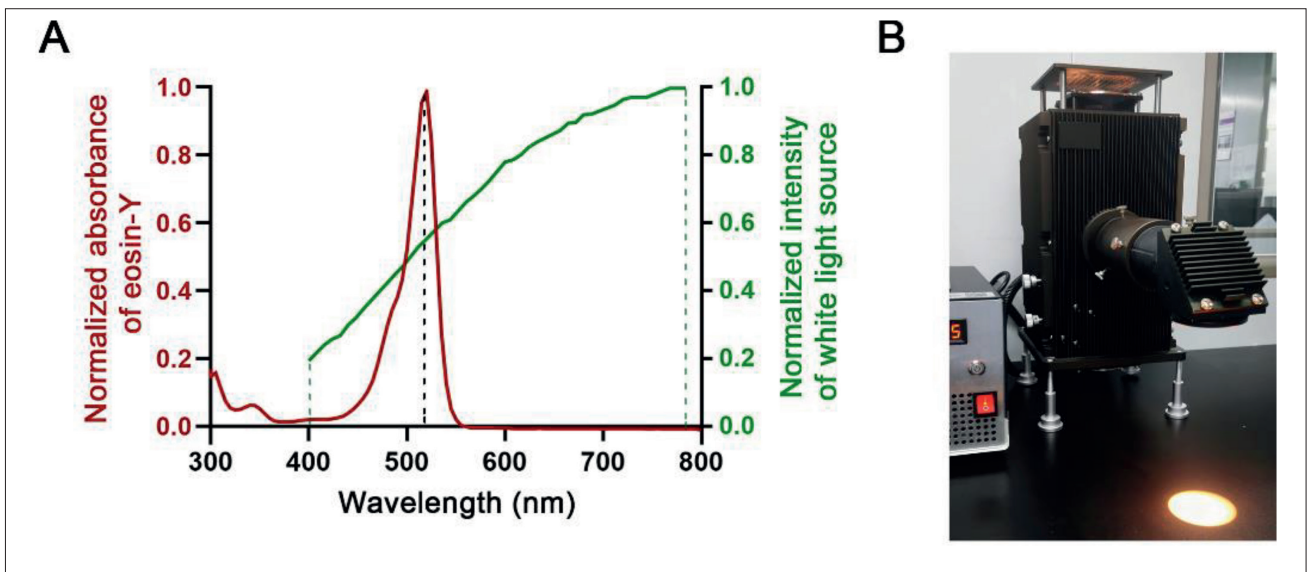 A
B
Normalized absorbance
of eosin-Y
1.0
0.8
0.6
0.4
0.2
0.0
1.0
0.8
0.6
0.4
0.2
0.0
Normalized intensity
of white light source
300 400 500 600 700 800
Wavelength (nm)
5